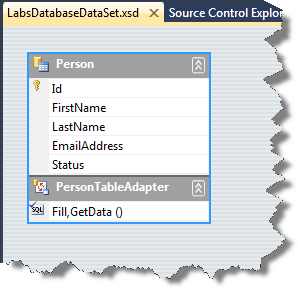 LabsDatabaseDataSet.xsd Source Control Explor
Person
Id
FirstName
LastName
EmailAddress
Status
PersonTableAdapter
SQL Fill,GetData ()